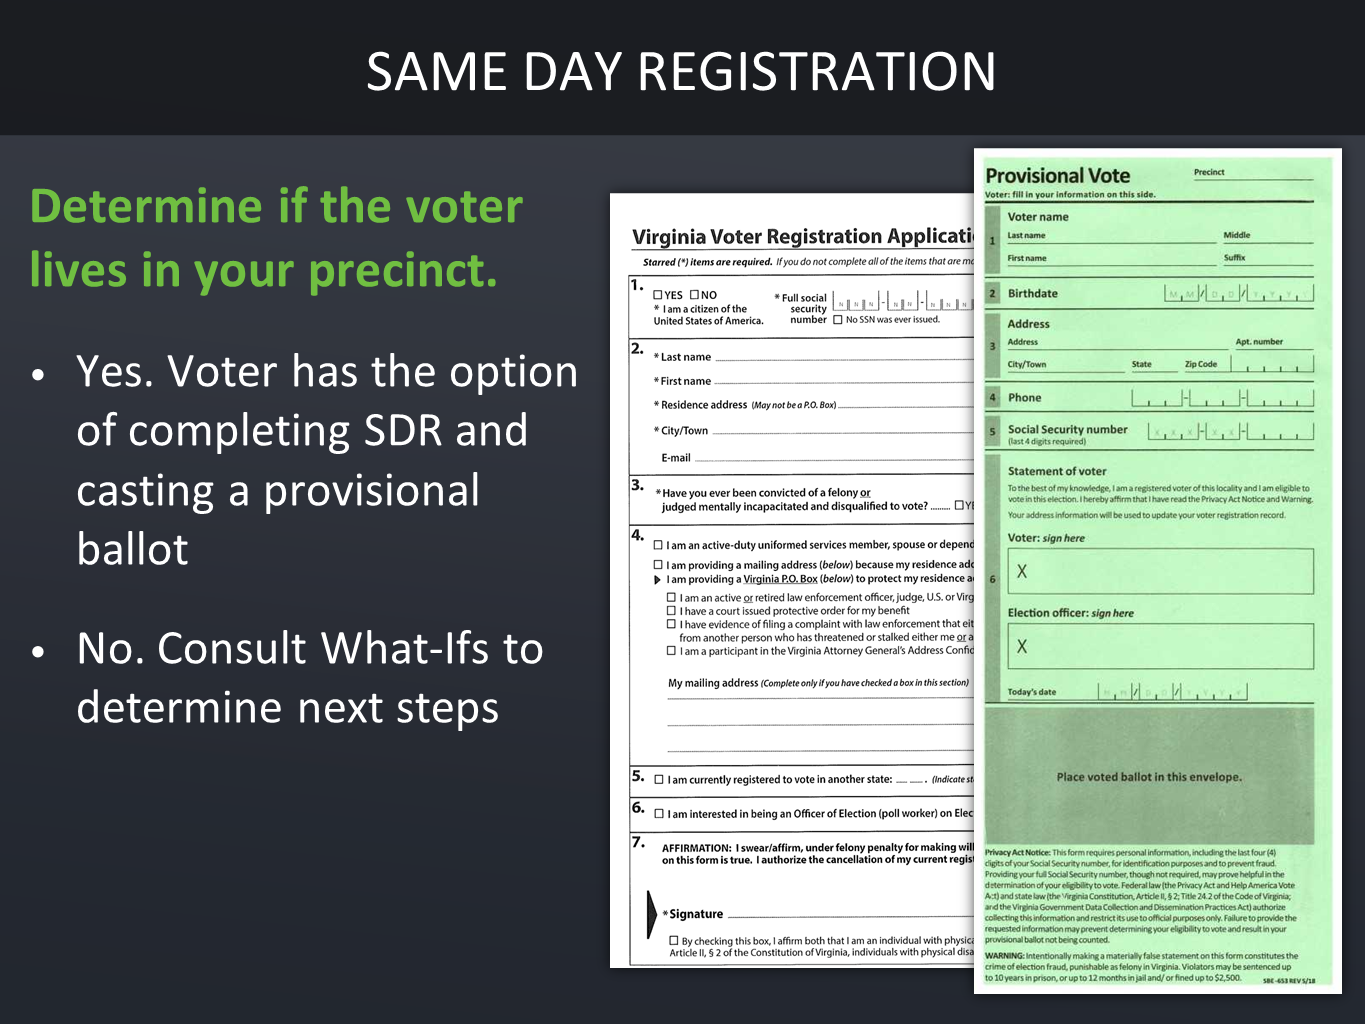 SAME DAY REGISTRATION
Determine if the voter
lives in your precinct.
• Yes. Voter has the option
of completing SDR and
casting a provisional
ballot
• No. Consult What-Ifs to
determine next steps
Virginia Voter Registration Applicati
Starred (*) items are required. If you do not complete all of the items that are
1.
YES NO
* I am a citizen of the
United States of America.
* Full social
security
number
N N N - N N - N N N
No SSN was ever issued.
2.
* Last name
* First name
* Residence address (May not be a P.O. Box)
* City/Town
E-mail
3.
* Have you ever been convicted of a felony or
judged mentally incapacitated and disqualified to vote? ......... YE
4.
I am an active-duty uniformed services member, spouse or depend
I am providing a mailing address (below) because my residence add
I am providing a Virginia P.O. Box (below) to protect my residence a
I am an active or retired law enforcement officer, judge, U.S. or Virg
I have a court issued protective order for my benefit
I have evidence of filing a complaint with law enforcement that eit
from another person who has threatened or stalked either me or a
I am a participant in the Virginia Attorney General's Address Confid
My mailing address (Complete only if you have checked a box in this section)
5.
I am currently registered to vote in another state: __ __ . (Indicate st
6.
I am interested in being an Officer of Election (poll worker) on Elec
7.
AFFIRMATION: I swear/affirm, under felony penalty for making wil
on this form is true. I authorize the cancellation of my current regist
* Signature
By checking this box, I affirm both that I am an individual with physica
Article II, § 2 of the Constitution of Virginia, individuals with physical disa
Provisional Vote
Precinct
Voter: fill in your information on this side.
1
Voter name
Last name Middle
First name Suffix
2 Birthdate M M / D D / Y Y Y Y
3
Address
Address Apt. number
City/Town State Zip Code
4 Phone
5 Social Security number X X X - X X -
(last 4 digits required)
6
Statement of voter
To the best of my knowledge, I am a registered voter of this locality and I am eligible to
vote in this election. I hereby affirm that I have read the Privacy Act Notice and Warning.
Your address information will be used to update your voter registration record.
Voter: sign here
X
Election officer: sign here
X
Today's date M M / D D / Y Y Y Y
Place voted ballot in this envelope.
Privacy Act Notice: This form requires personal information, including the last four (4)
digits of your Social Security number, for identification purposes and to prevent fraud.
Providing your full Social Security number, though not required, may prove helpful in the
determination of your eligibility to vote. Federal law (the Privacy Act and Help America Vote
Act) and state law (the Virginia Constitution, Article II, § 2; Title 24.2 of the Code of Virginia;
and the Virginia Government Data Collection and Dissemination Practices Act) authorize
collecting this information and restrict its use to official purposes only. Failure to provide the
requested information may prevent determining your eligibility to vote and result in your
provisional ballot not being counted.
WARNING: Intentionally making a materially false statement on this form constitutes the
crime of election fraud, punishable as felony in Virginia. Violators may be sentenced up
to 10 years in prison, or up to 12 months in jail and/ or fined up to $2,500.
SBE -653 REV 5/18